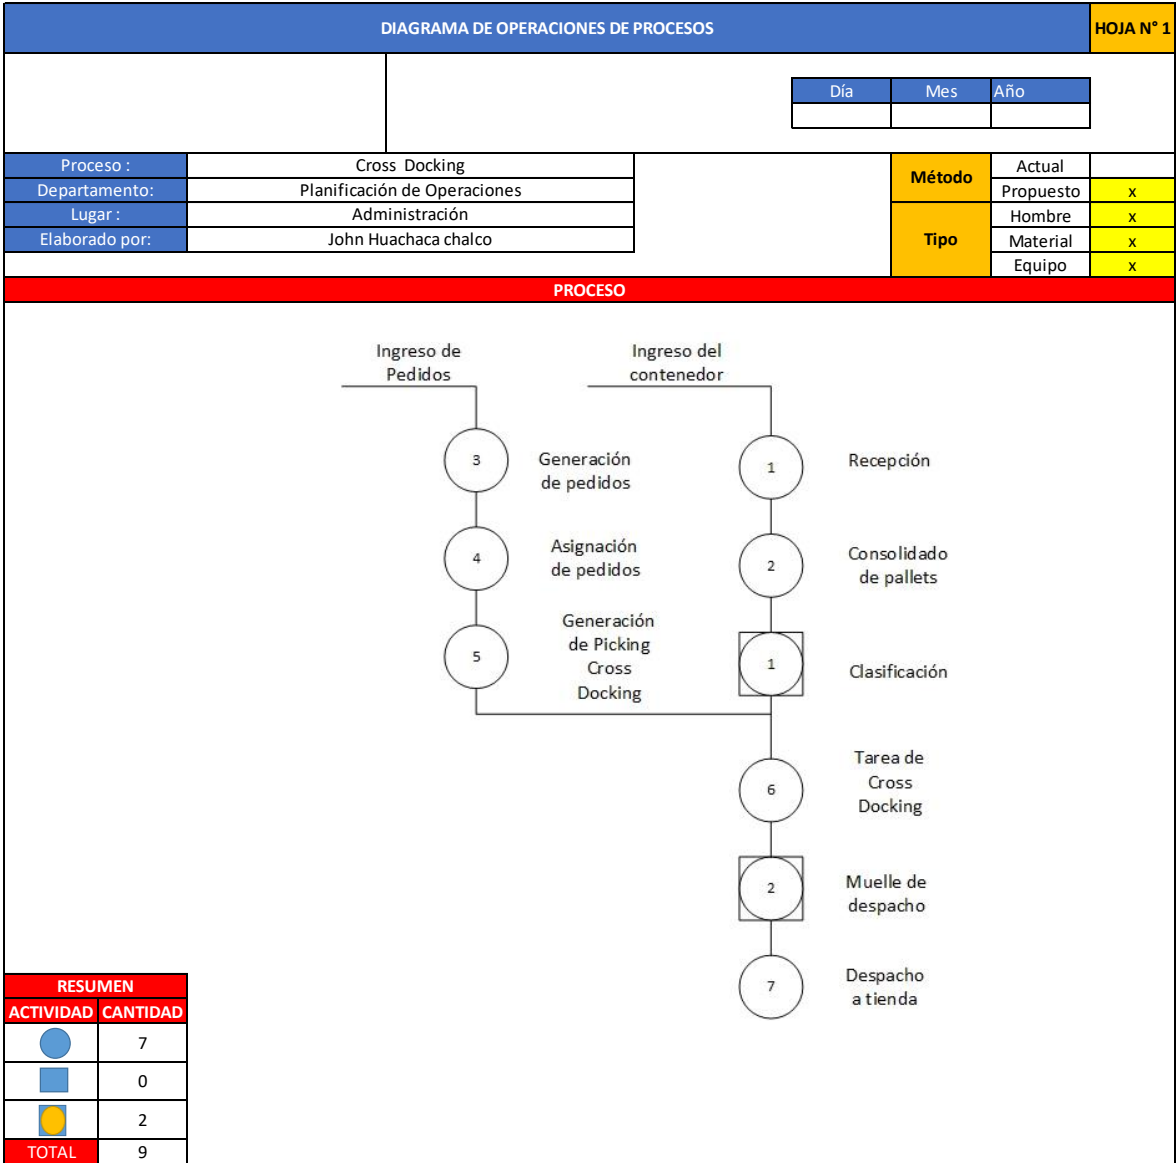 DIAGRAMA DE OPERACIONES DE PROCESOS
HOJA N° 1
Día Mes Año
Proceso : Cross Docking
Departamento: Planificación de Operaciones
Lugar : Administración
Elaborado por: John Huachaca chalco
Método
Actual
Propuesto x
Tipo
Hombre x
Material x
Equipo x
PROCESO
Ingreso de
Pedidos
Ingreso del
contenedor
3
Generación
de pedidos
1
Recepción
4
Asignación
de pedidos
2
Consolidado
de pallets
5
Generación
de Picking
Cross
Docking
1
Clasificación
6
Tarea de
Cross
Docking
2
Muelle de
despacho
7
Despacho
a tienda
RESUMEN
ACTIVIDAD CANTIDAD
7
0
2
TOTAL 9